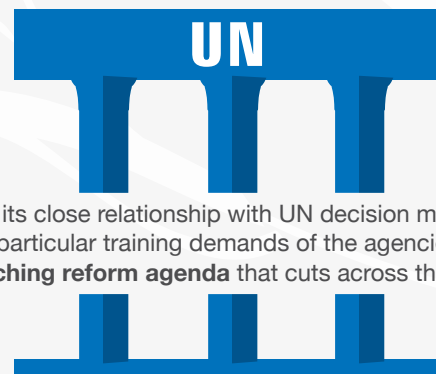 UN
its close relationship with UN decision m
particular training demands of the agenci
ching reform agenda that cuts across th